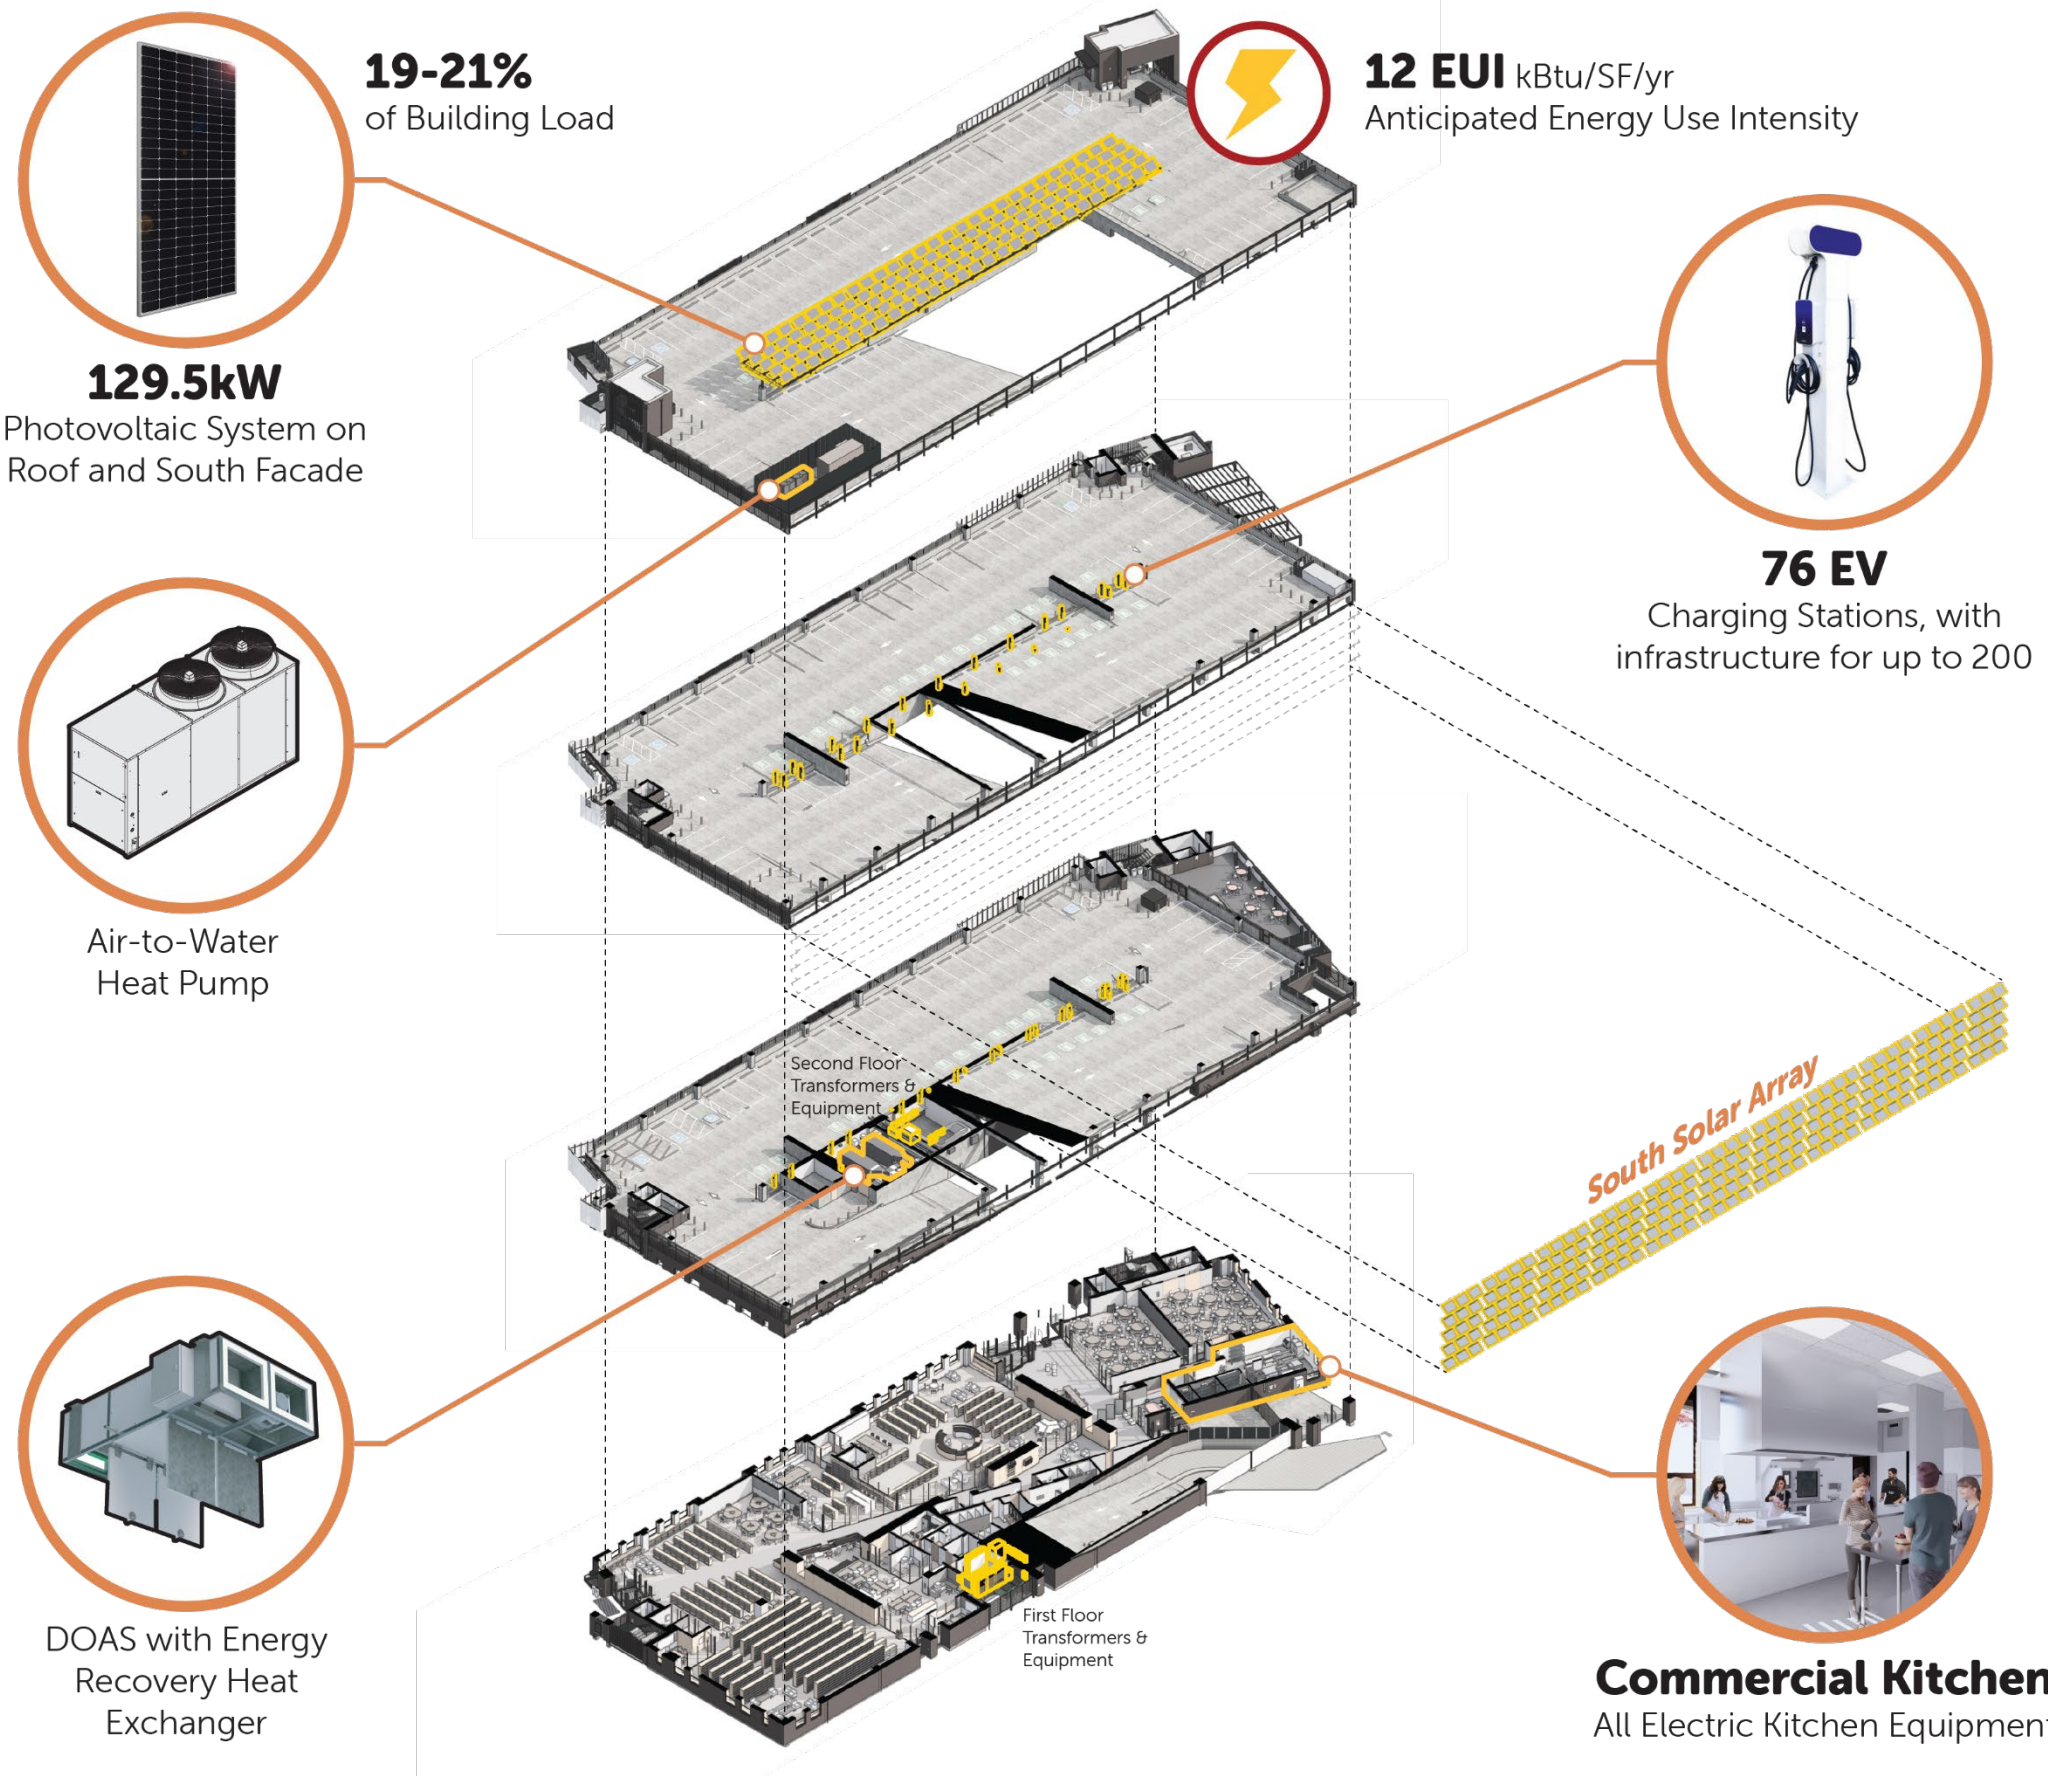 19-21%
of Building Load
12 EUI kBtu/SF/yr
Anticipated Energy Use Intensity
129.5kW
Photovoltaic System on
Roof and South Facade
76 EV
Charging Stations, with
infrastructure for up to 200
Air-to-Water
Heat Pump
Second Floor
Transformers &
Equipment
South Solar Array
DOAS with Energy
Recovery Heat
Exchanger
First Floor
Transformers &
Equipment
Commercial Kitchen
All Electric Kitchen Equipment